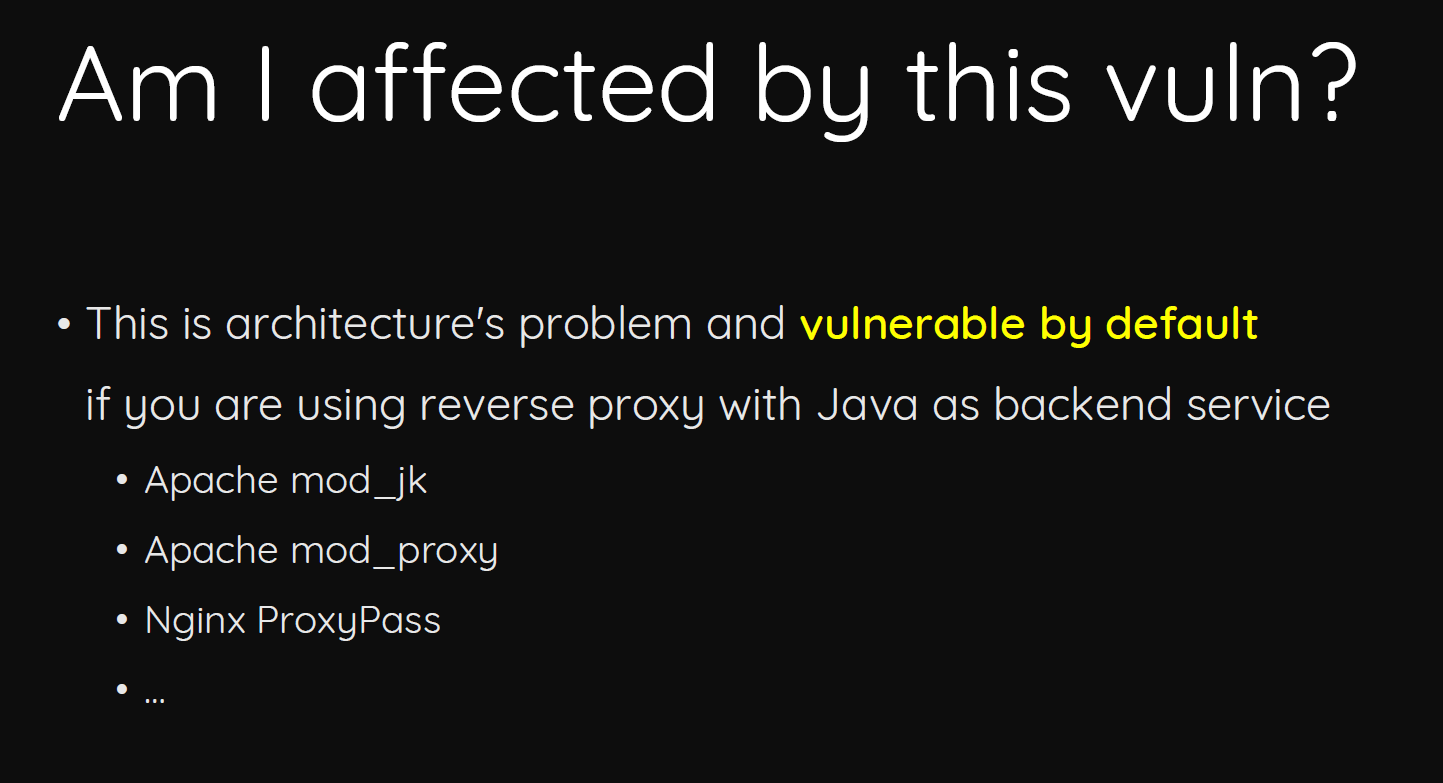 Am I affected by this vuln?
• This is architecture's problem and vulnerable by default
if you are using reverse proxy with Java as backend service
• Apache mod_jk
• Apache mod_proxy
• Nginx ProxyPass
• ...